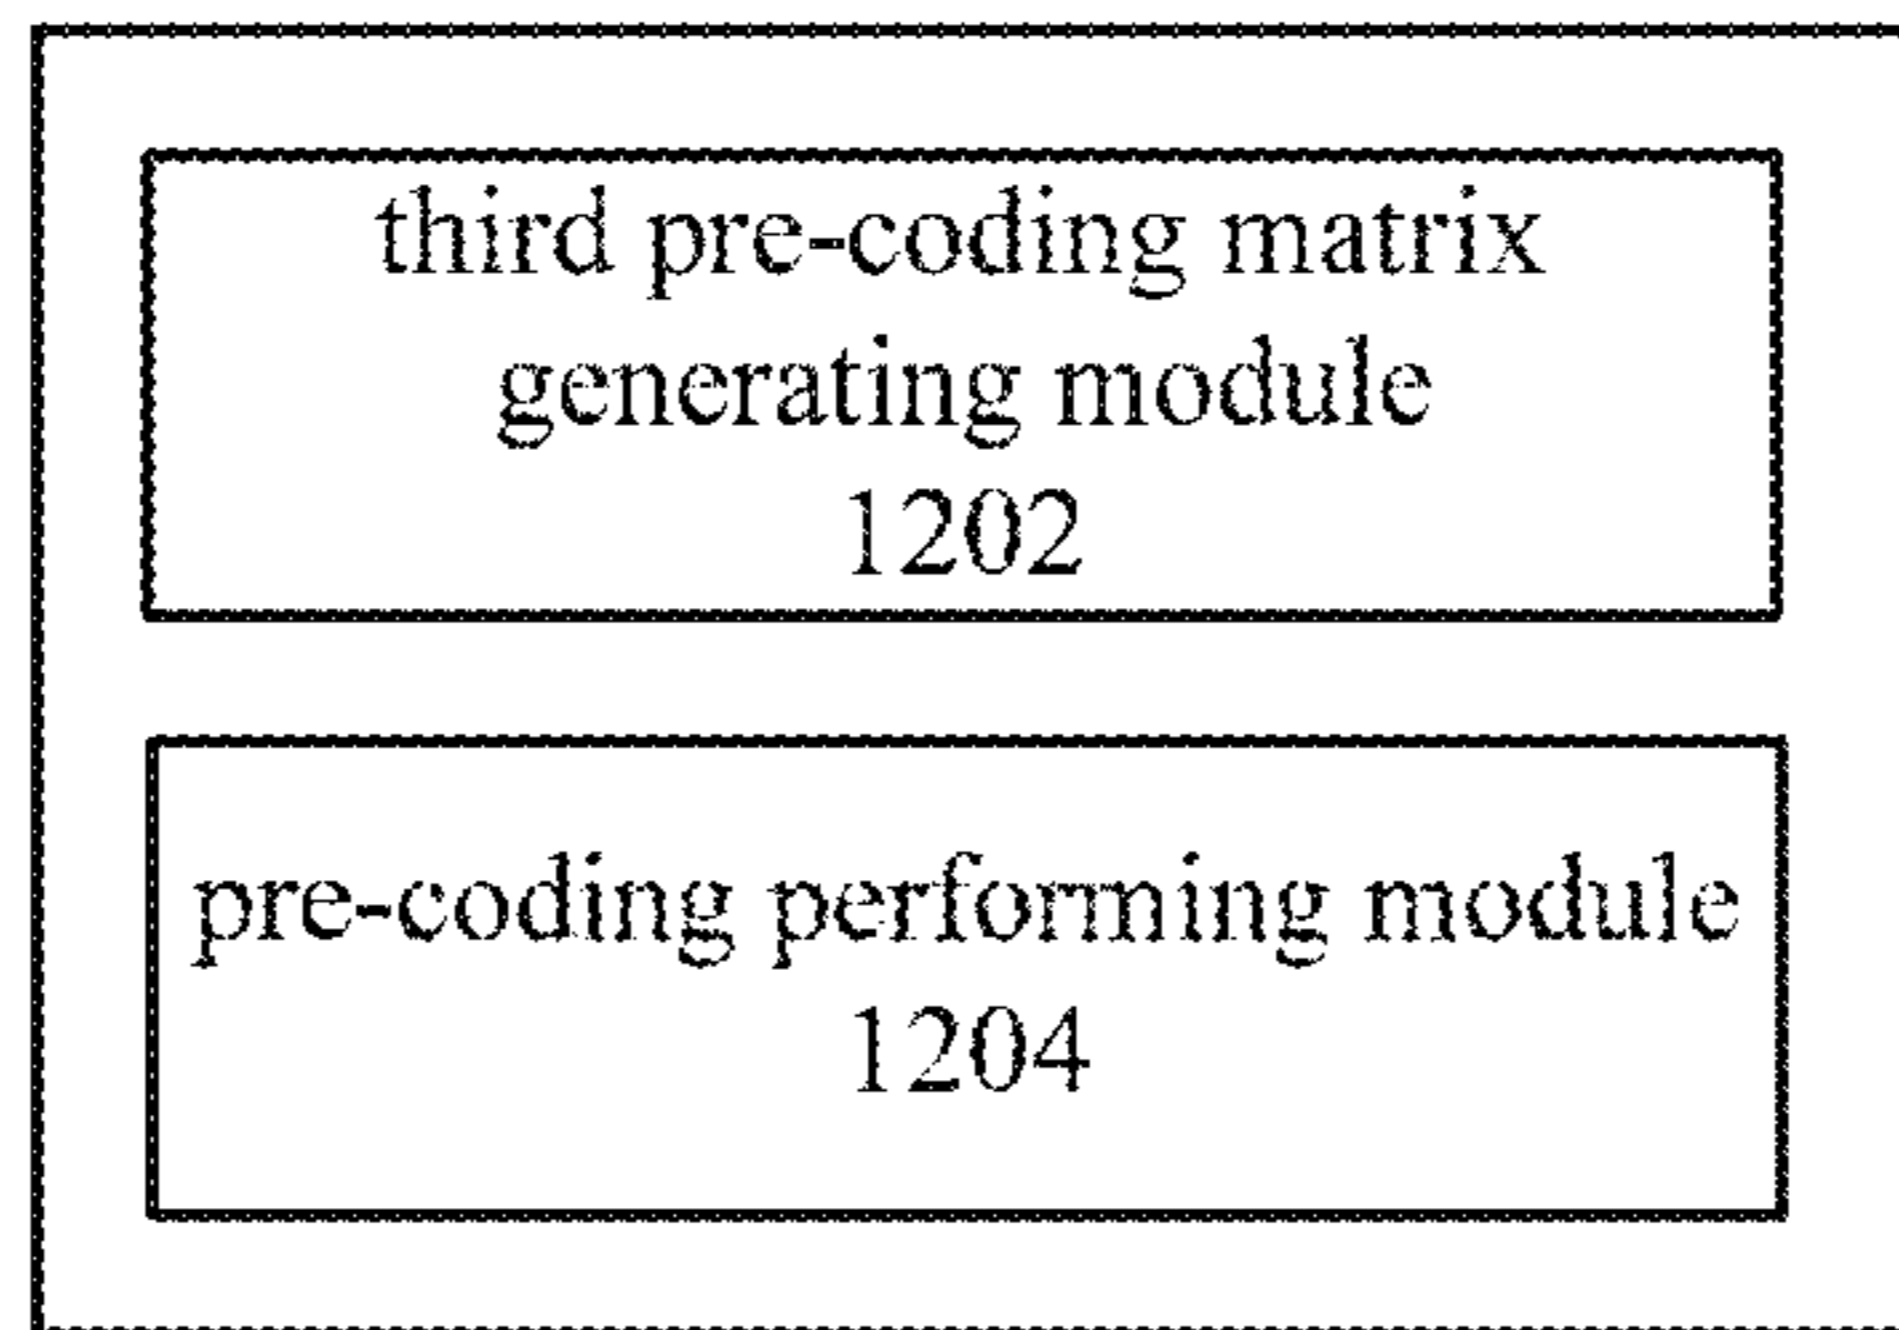 third pre-coding matrix
generating module
1202
pre-coding performing module
1204